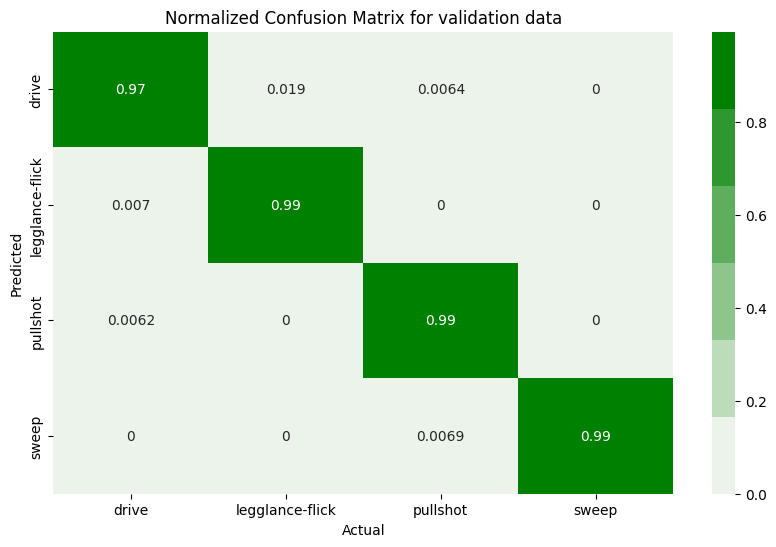 Normalized Confusion Matrix for validation data
drive
0.97
0.019
0.0064
0
legglance-flick
0.007
0.99
0
0
pullshot
0.0062
0
0.99
0
sweep
0
0
0.0069
0.99
Predicted
drive
legglance-flick
pullshot
sweep
Actual
0.8
0.6
0.4
0.2
0.0